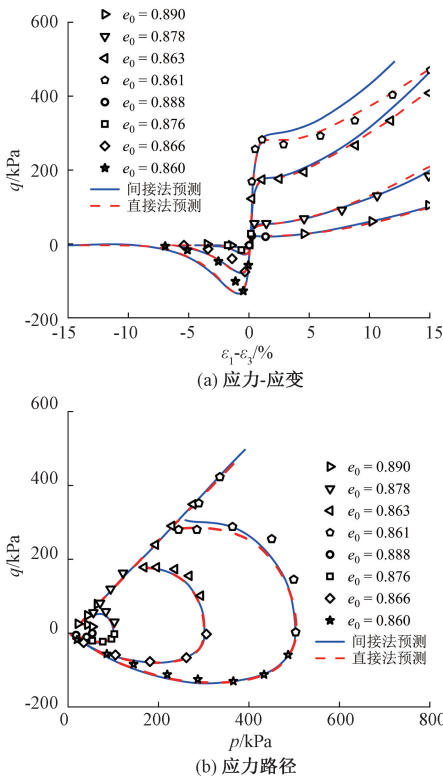 600
400
200
0
-200
q/kPa
e₀ = 0.890
e₀ = 0.878
e₀ = 0.863
e₀ = 0.861
e₀ = 0.888
e₀ = 0.876
e₀ = 0.866
e₀ = 0.860
间接法预测
直接法预测
-15 -10 -5 0 5 10 15
ε₁-ε₃/%
(a) 应力-应变
600
400
200
0
-200
q/kPa
e₀ = 0.890
e₀ = 0.878
e₀ = 0.863
e₀ = 0.861
e₀ = 0.888
e₀ = 0.876
e₀ = 0.866
e₀ = 0.860
间接法预测
直接法预测
0 200 400 600 800
p/kPa
(b) 应力路径